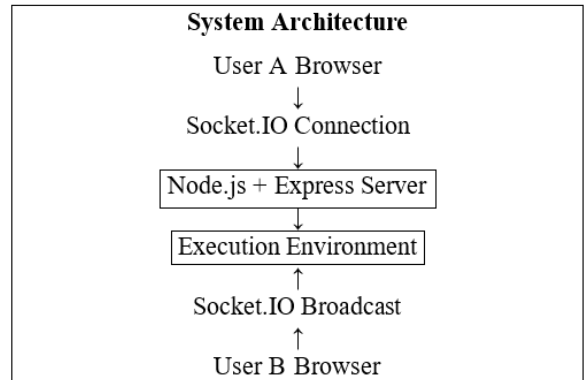 System Architecture
User A Browser
↓
Socket.IO Connection
↓
Node.js + Express Server
↓
Execution Environment
↑
Socket.IO Broadcast
↑
User B Browser